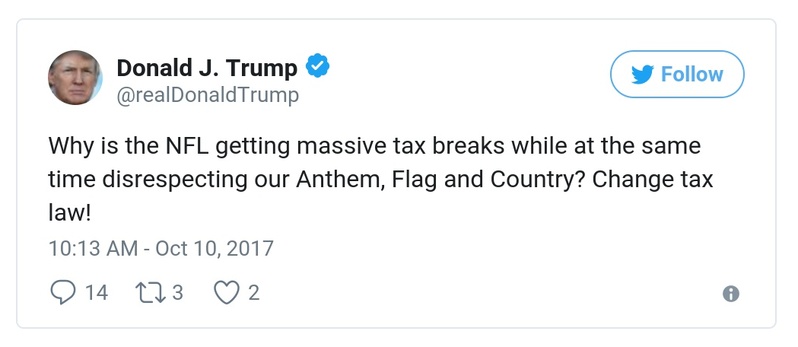 Donald J. Trump
@realDonaldTrump
Follow
Why is the NFL getting massive tax breaks while at the same
time disrespecting our Anthem, Flag and Country? Change tax
law!
10:13 AM - Oct 10, 2017
14 3 2